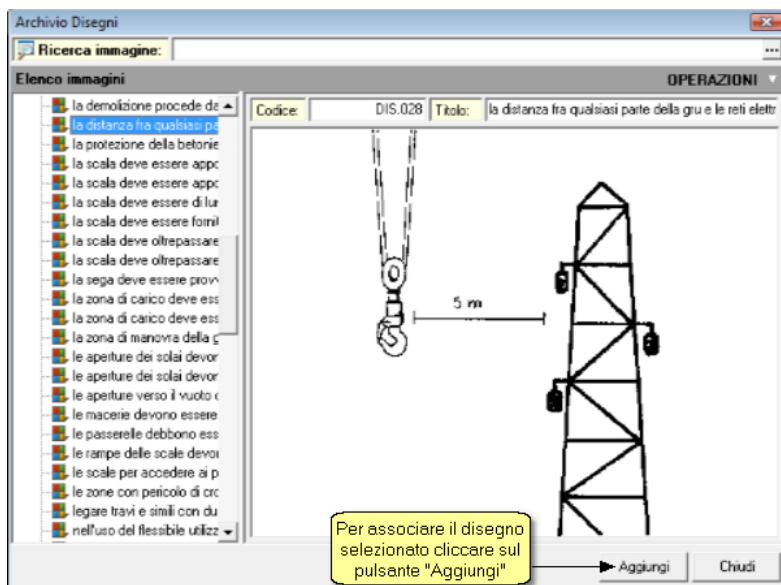 Archivio Disegni
Ricerca immagine:
Elenco immagini
OPERAZIONI
la demolizione procede da
la distanza fra qualsiasi pa
la protezione della betonie
la scala deve essere appo
la scala deve essere appo
la scala deve essere di lur
la scala deve essere fornit
la scala deve oltrepassare
la scala deve oltrepassare
la sega deve essere provv
la zona di carico deve ess
la zona di carico deve ess
la zona di manovra della g
le aperture dei solai devor
le aperture dei solai devor
le aperture verso il vuoto d
le macerie devono essere
le passerelle debbono ess
le rampe delle scale devor
le scale per accedere ai p
le zone con pericolo di cro
legare travi e simili con du
nell'uso del flessibile utilizz
Codice: DIS.028 Titolo: la distanza fra qualsiasi parte della gru e le reti elettr
5 m
Per associare il disegno
selezionato cliccare sul
pulsante "Aggiungi"
Aggiungi
Chiudi